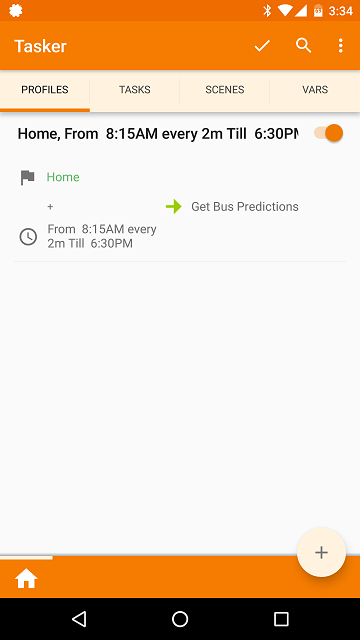 3:34
Tasker
PROFILES TASKS SCENES VARS
Home, From 8:15AM every 2m Till 6:30PM
Home
+ Get Bus Predictions
From 8:15AM every
2m Till 6:30PM
+